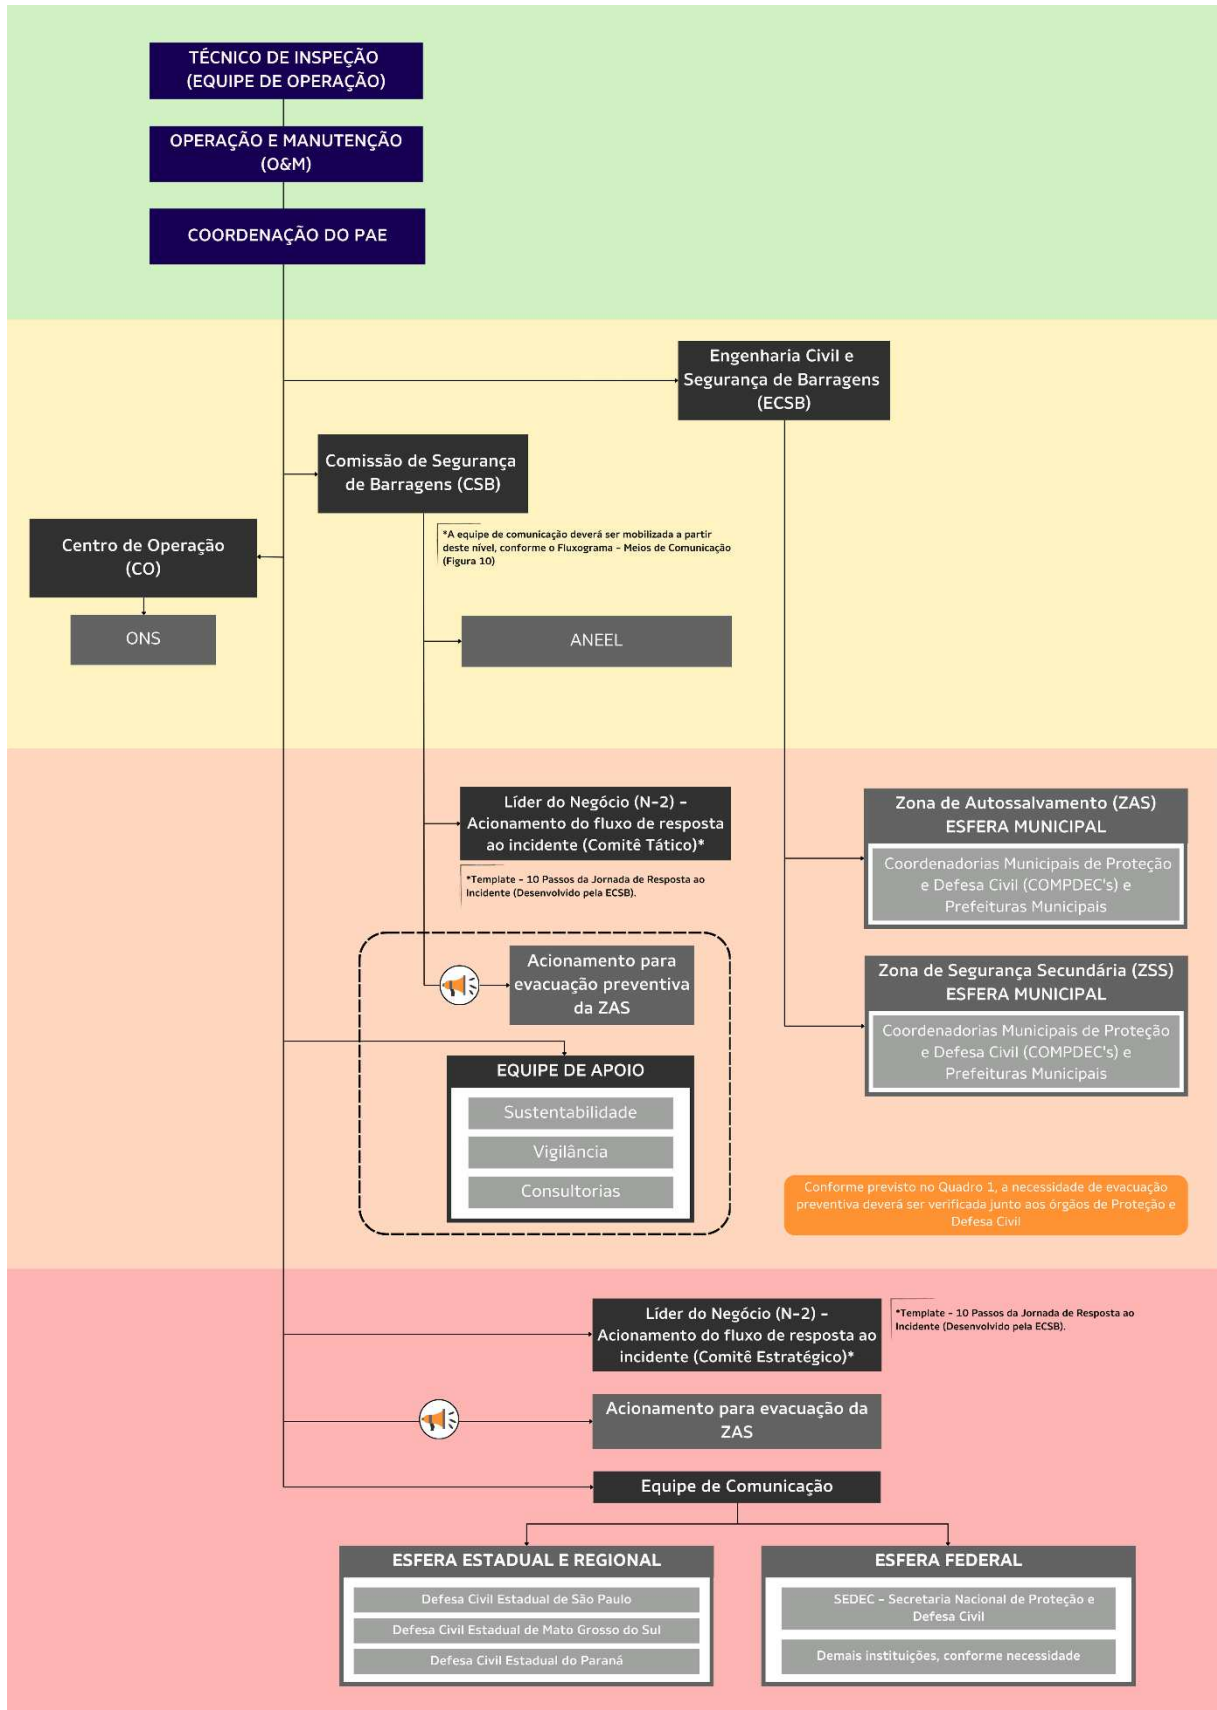 TÉCNICO DE INSPEÇÃO
(EQUIPE DE OPERAÇÃO)
OPERAÇÃO E MANUTENÇÃO
(O&M)
COORDENAÇÃO DO PAE
Engenharia Civil e
Segurança de Barragens
(ECSB)
Comissão de Segurança
de Barragens (CSB)
*A equipe de comunicação deverá ser mobilizada a partir
deste nível, conforme o Fluxograma – Meios de Comunicação
(Figura 10)
Centro de Operação
(CO)
ONS
ANEEL
Líder do Negócio (N-2) –
Acionamento do fluxo de resposta
ao incidente (Comitê Tático)*
*Template – 10 Passos da Jornada de Resposta ao
Incidente (Desenvolvido pela ECSB).
Zona de Autossalvamento (ZAS)
ESFERA MUNICIPAL
Coordenadorias Municipais de Proteção
e Defesa Civil (COMPDEC's) e
Prefeituras Municipais
Acionamento para
evacuação preventiva
da ZAS
Zona de Segurança Secundária (ZSS)
ESFERA MUNICIPAL
Coordenadorias Municipais de Proteção
e Defesa Civil (COMPDEC's) e
Prefeituras Municipais
EQUIPE DE APOIO
Sustentabilidade
Vigilância
Consultorias
Conforme previsto no Quadro 1, a necessidade de evacuação
preventiva deverá ser verificada junto aos órgãos de Proteção e
Defesa Civil
Líder do Negócio (N-2) –
Acionamento do fluxo de resposta ao
incidente (Comitê Estratégico)*
*Template – 10 Passos da Jornada de Resposta ao
Incidente (Desenvolvido pela ECSB).
Acionamento para evacuação da
ZAS
Equipe de Comunicação
ESFERA ESTADUAL E REGIONAL
Defesa Civil Estadual de São Paulo
Defesa Civil Estadual de Mato Grosso do Sul
Defesa Civil Estadual do Paraná
ESFERA FEDERAL
SEDEC – Secretaria Nacional de Proteção e
Defesa Civil
Demais instituições, conforme necessidade